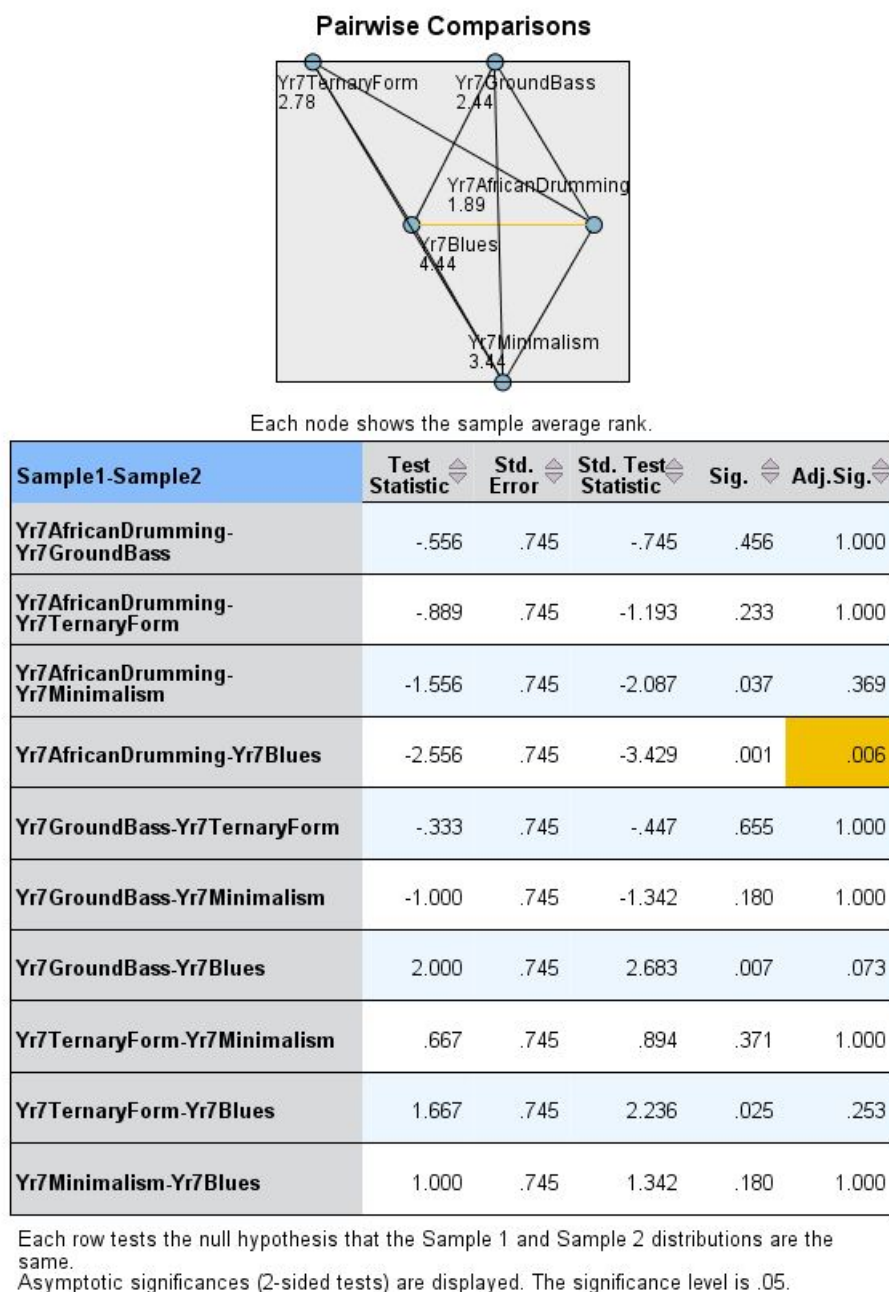 Pairwise Comparisons
Yr7TernaryForm
2.78
Yr7GroundBass
2.44
Yr7AfricanDrumming
1.89
Yr7Blues
4.44
Yr7Minimalism
3.44
Each node shows the sample average rank.
Sample1-Sample2 Test Statistic Std. Error Std. Test Statistic Sig. Adj.Sig.
Yr7AfricanDrumming-
Yr7GroundBass -.556 .745 -.745 .456 1.000
Yr7AfricanDrumming-
Yr7TernaryForm -.889 .745 -1.193 .233 1.000
Yr7AfricanDrumming-
Yr7Minimalism -1.556 .745 -2.087 .037 .369
Yr7AfricanDrumming-Yr7Blues -2.556 .745 -3.429 .001 .006
Yr7GroundBass-Yr7TernaryForm -.333 .745 -.447 .655 1.000
Yr7GroundBass-Yr7Minimalism -1.000 .745 -1.342 .180 1.000
Yr7GroundBass-Yr7Blues 2.000 .745 2.683 .007 .073
Yr7TernaryForm-Yr7Minimalism .667 .745 .894 .371 1.000
Yr7TernaryForm-Yr7Blues 1.667 .745 2.236 .025 .253
Yr7Minimalism-Yr7Blues 1.000 .745 1.342 .180 1.000
Each row tests the null hypothesis that the Sample 1 and Sample 2 distributions are the
same.
Asymptotic significances (2-sided tests) are displayed. The significance level is .05.